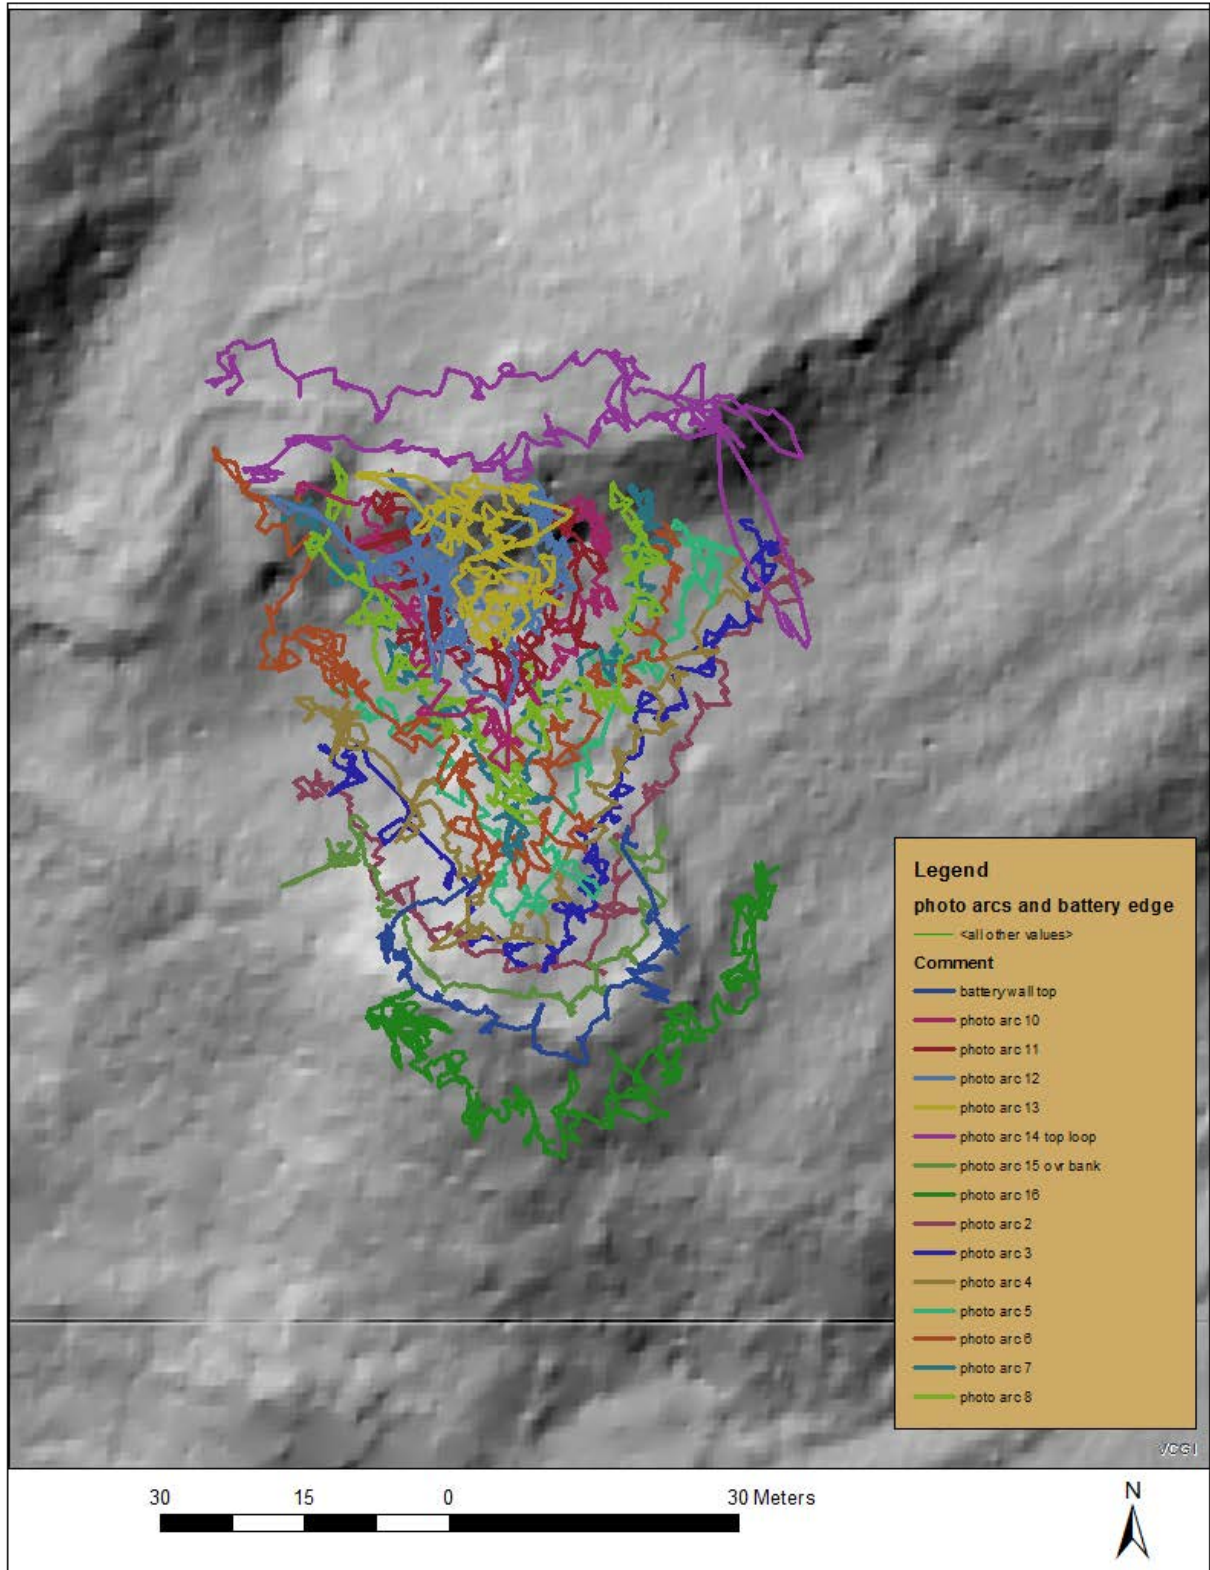 Legend
photo arcs and battery edge
<all other values>
Comment
battery wall top
photo arc 10
photo arc 11
photo arc 12
photo arc 13
photo arc 14 top loop
photo arc 15 ovr bank
photo arc 16
photo arc 2
photo arc 3
photo arc 4
photo arc 5
photo arc 6
photo arc 7
photo arc 8
VCGI
30 15 0 30 Meters
N